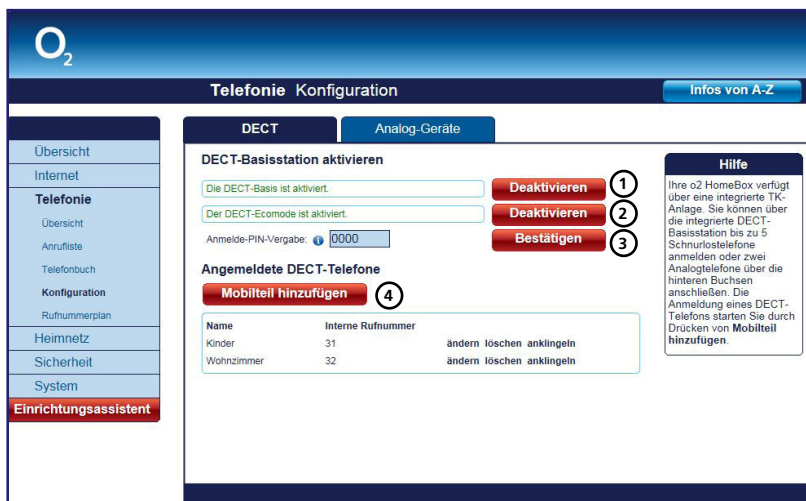 O2
Telefonie Konfiguration
Infos von A-Z
Übersicht
Internet
Telefonie
Übersicht
Anrufliste
Telefonbuch
Konfiguration
Rufnummerplan
Heimnetz
Sicherheit
System
Einrichtungsassistent
DECT
Analog-Geräte
DECT-Basisstation aktivieren
Die DECT-Basis ist aktiviert.
Deaktivieren
1
Der DECT-Ecomode ist aktiviert.
Deaktivieren
2
Anmelde-PIN-Vergabe: i 0000
Bestätigen
3
Angemeldete DECT-Telefone
Mobilteil hinzufügen
4
Name Interne Rufnummer
Kinder 31 ändern löschen anklingeln
Wohnzimmer 32 ändern löschen anklingeln
Hilfe
Ihre o2 HomeBox verfügt
über eine integrierte TK-
Anlage. Sie können über
die integrierte DECT-
Basisstation bis zu 5
Schnurlostelefone
anmelden oder zwei
Analogtelefone über die
hinteren Buchsen
anschließen. Die
Anmeldung eines DECT-
Telefons starten Sie durch
Drücken von Mobilteil
hinzufügen.